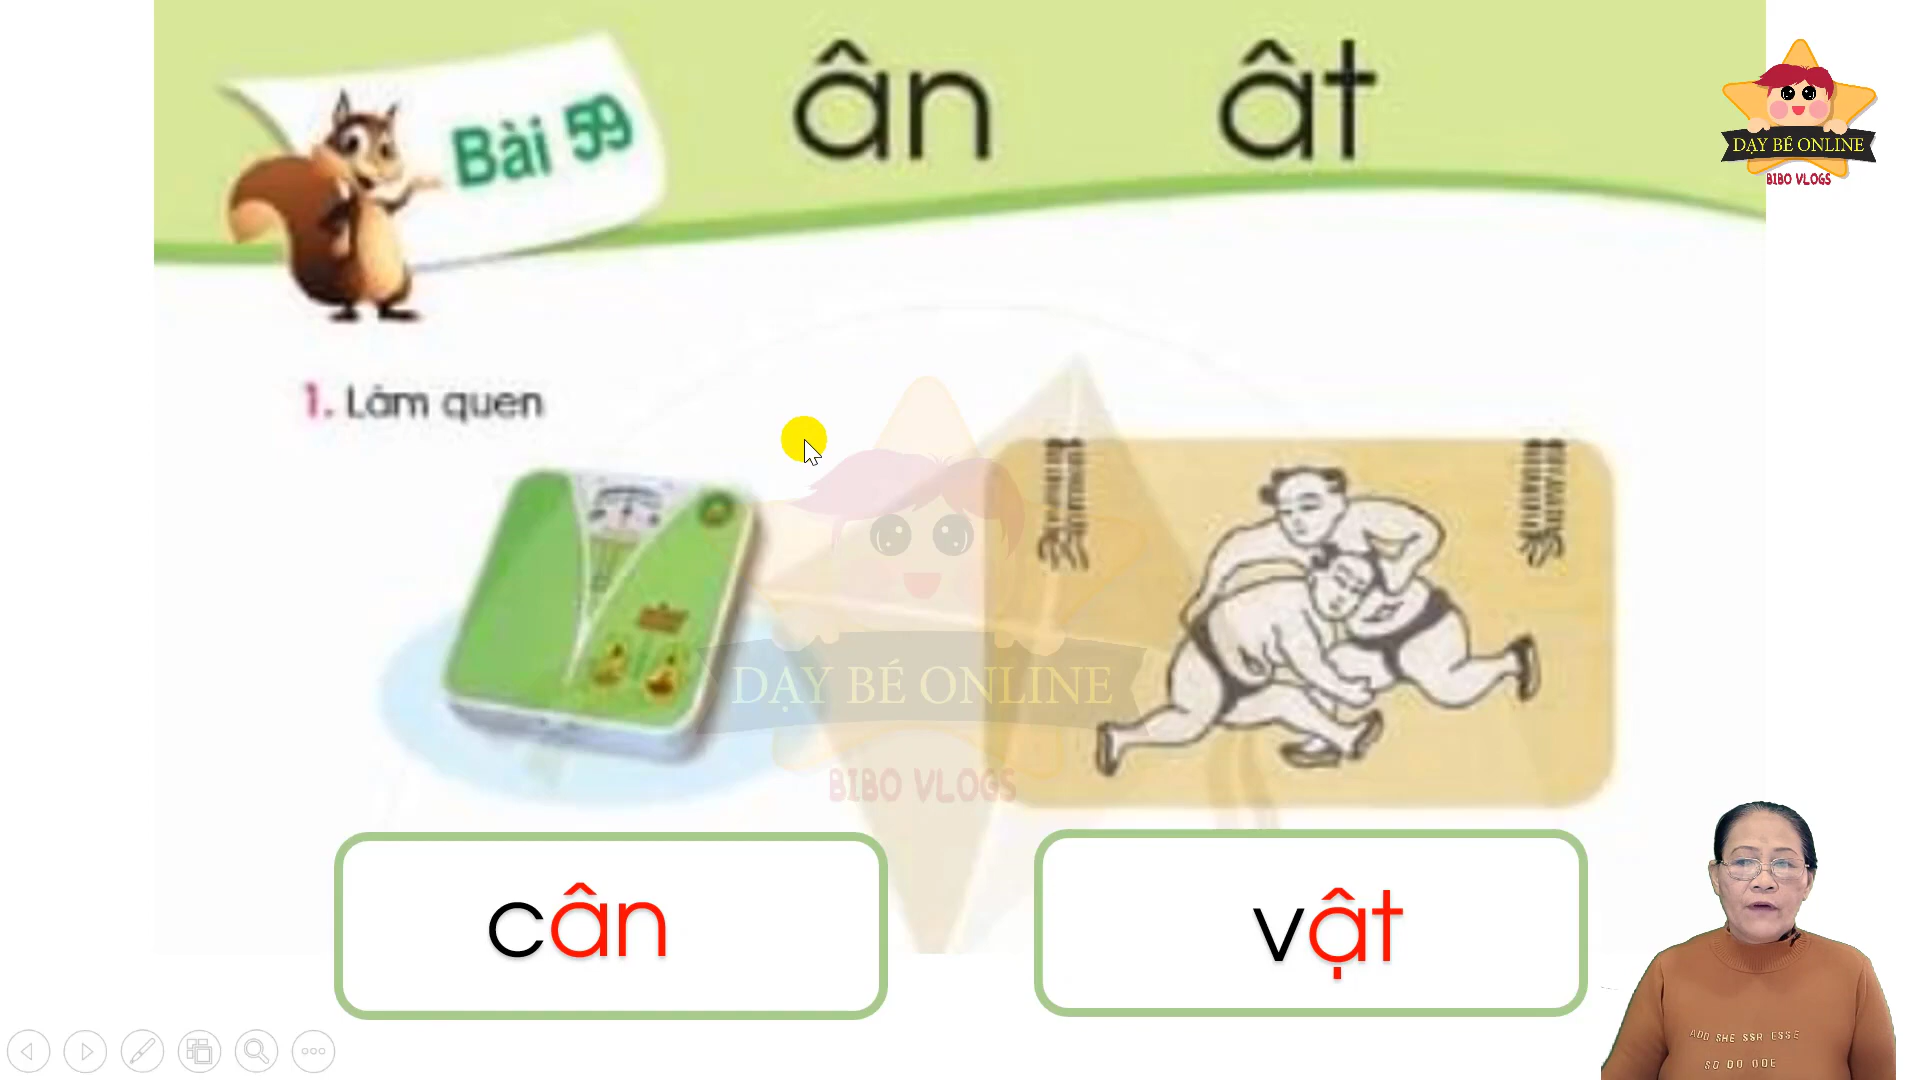 Bài 59
ân ât
DẠY BÉ ONLINE
BIBO VLOGS
1. Làm quen
DẠY BÉ ONLINE
BIBO VLOGS
cân vật